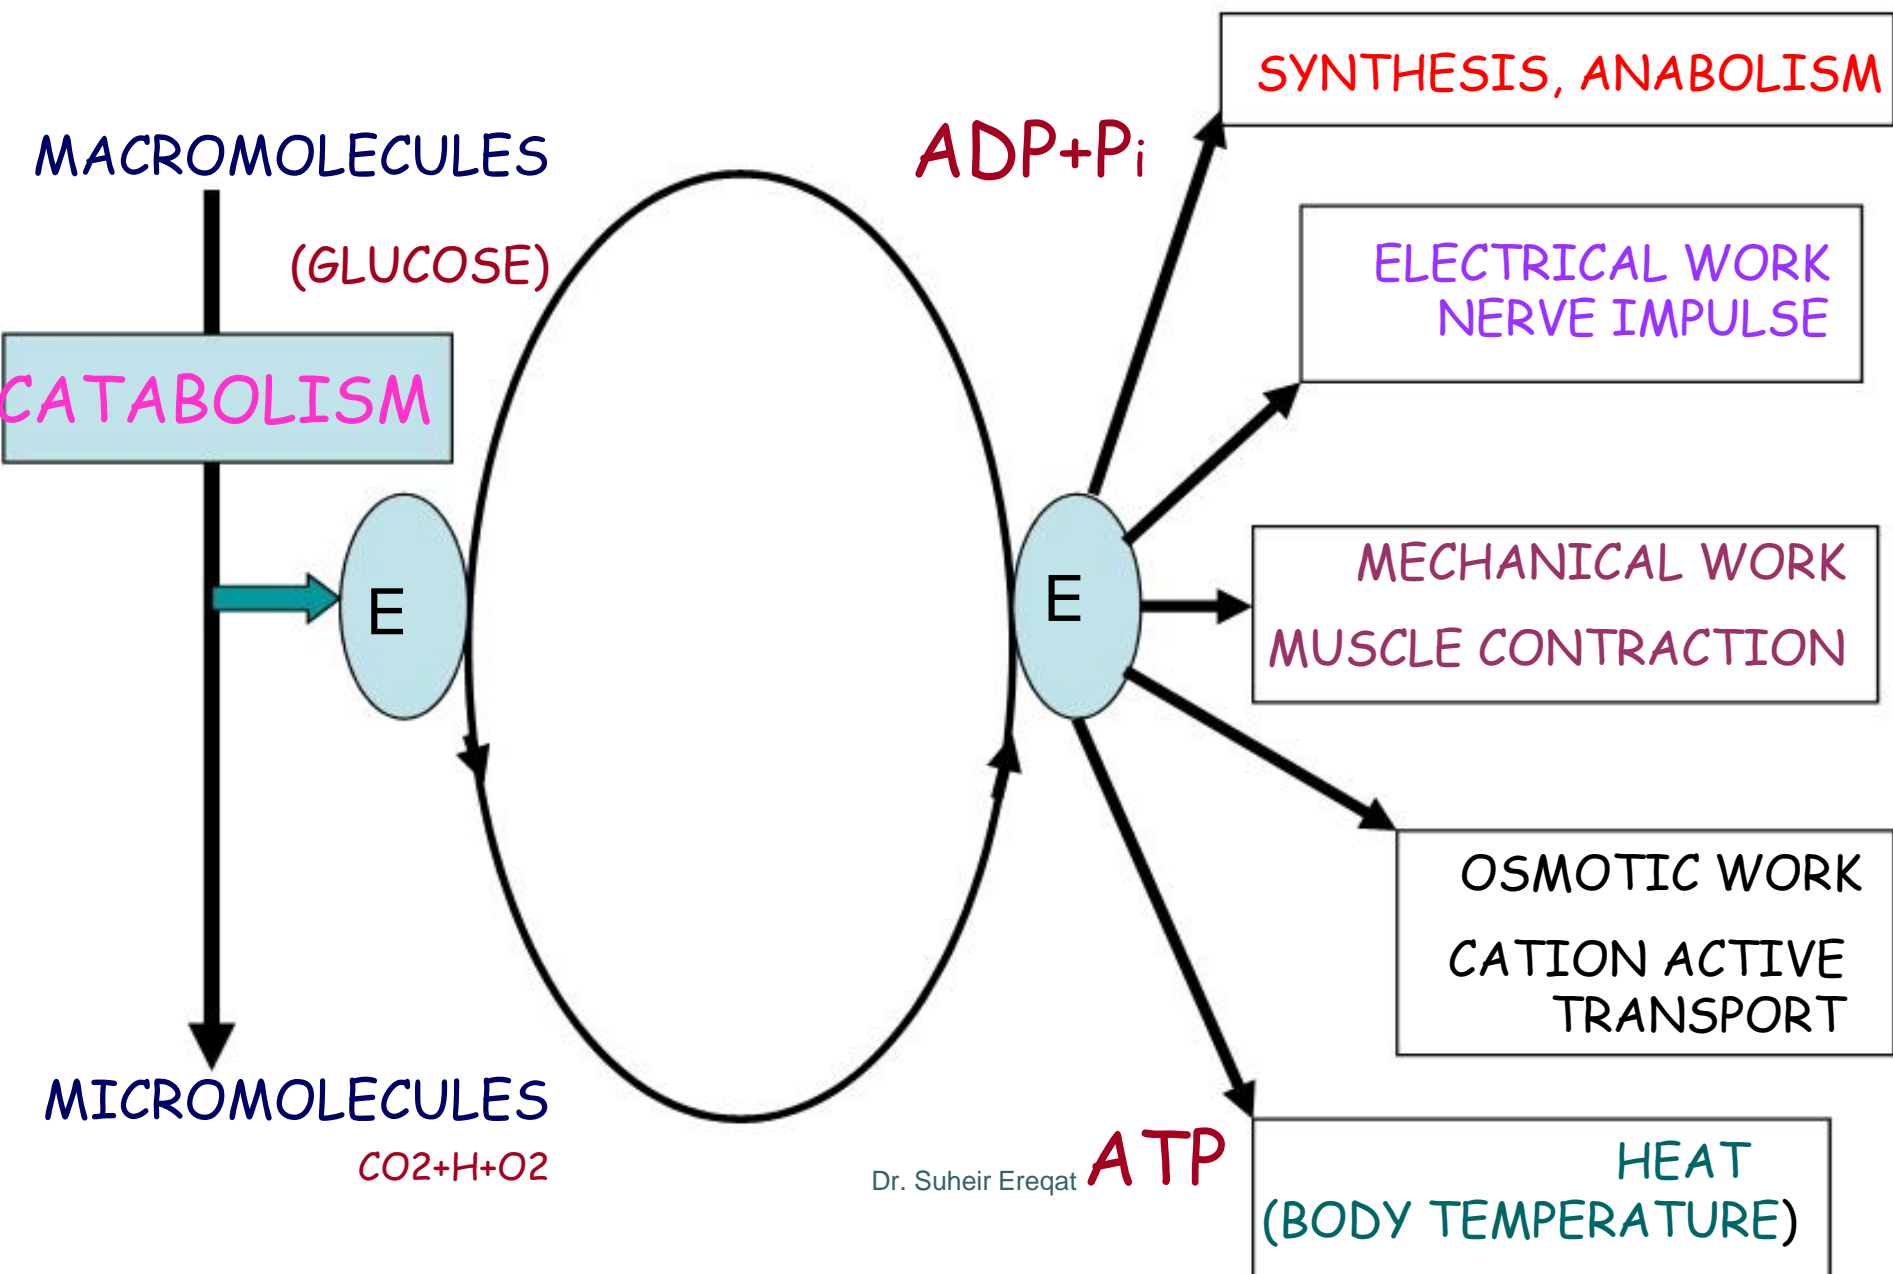 MACROMOLECULES
(GLUCOSE)
CATABOLISM
E
MICROMOLECULES
CO2+H+O2
ADP+Pi
E
ATP
Dr. Suheir Ereqat
SYNTHESIS, ANABOLISM
ELECTRICAL WORK
NERVE IMPULSE
MECHANICAL WORK
MUSCLE CONTRACTION
OSMOTIC WORK
CATION ACTIVE
TRANSPORT
HEAT
(BODY TEMPERATURE)